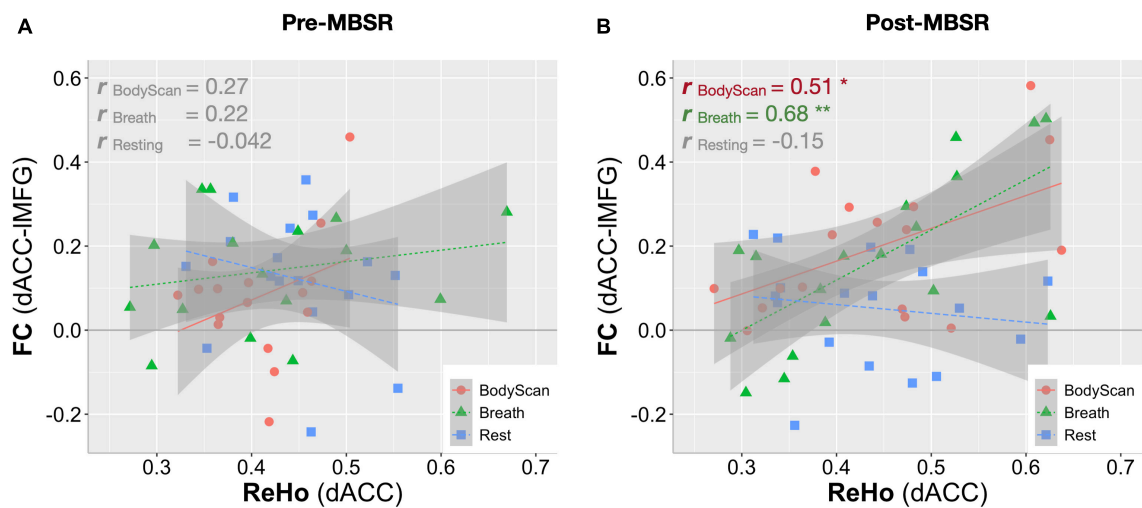 A
Pre-MBSR
r BodyScan = 0.27
r Breath = 0.22
r Resting = -0.042
0.6
0.4
0.2
0.0
-0.2
FC (dACC-lMFG)
0.3 0.4 0.5 0.6 0.7
ReHo (dACC)
BodyScan
Breath
Rest
B
Post-MBSR
r BodyScan = 0.51 *
r Breath = 0.68 **
r Resting = -0.15
0.6
0.4
0.2
0.0
-0.2
FC (dACC-lMFG)
0.3 0.4 0.5 0.6 0.7
ReHo (dACC)
BodyScan
Breath
Rest